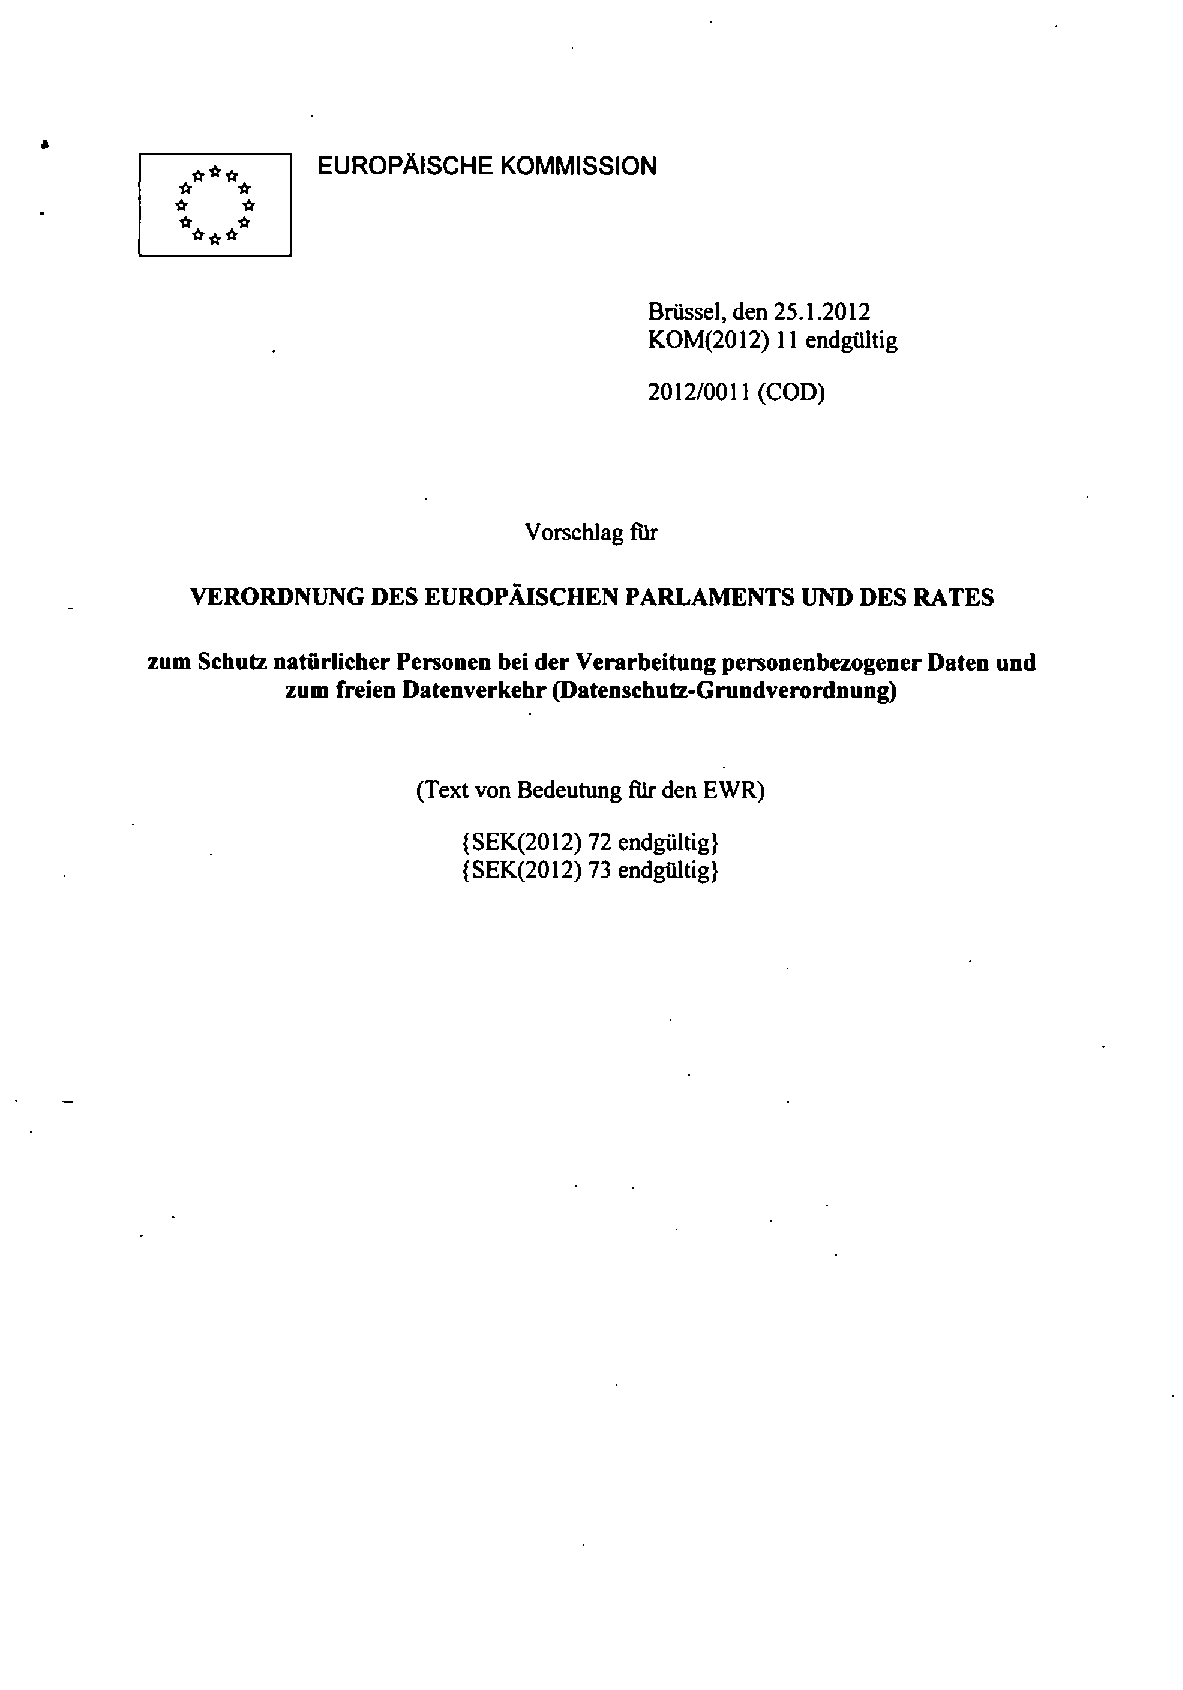 EUROPÄISCHE KOMMISSION
Brüssel, den 25.1.2012
KOM(2012) 11 endgültig
2012/0011 (COD)
Vorschlag für
VERORDNUNG DES EUROPÄISCHEN PARLAMENTS UND DES RATES
zum Schutz natürlicher Personen bei der Verarbeitung personenbezogener Daten und
zum freien Datenverkehr (Datenschutz-Grundverordnung)
(Text von Bedeutung für den EWR)
{SEK(2012) 72 endgültig}
{SEK(2012) 73 endgültig}